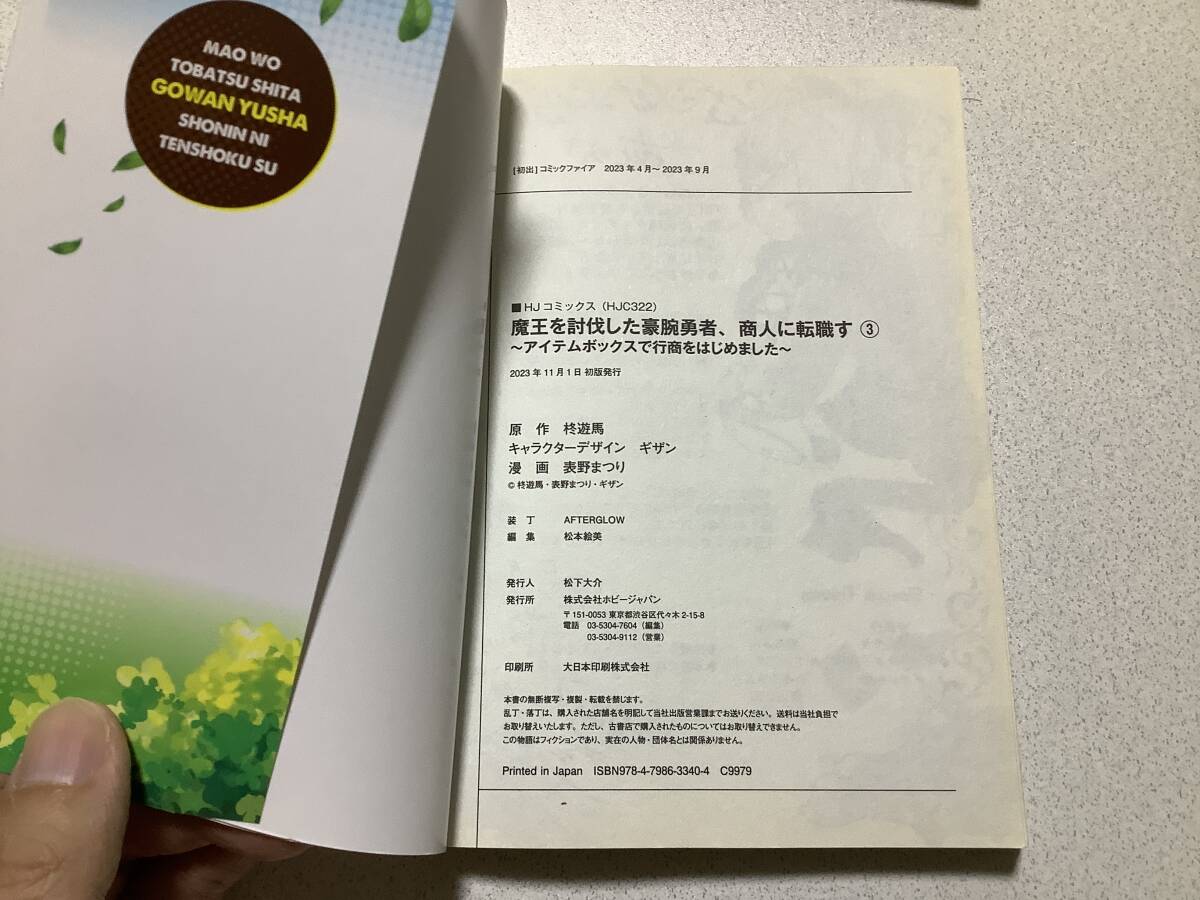 MAO WO
TOBATSU SHITA
GOWAN YUSHA
SHONIN NI
TENSHOKU SU
[初出]コミックファイア 2023年4月〜2023年9月
■HJコミックス(HJC322)
魔王を討伐した豪腕勇者、商人に転職す ③
〜アイテムボックスで行商をはじめました〜
2023年11月1日 初版発行
原 作 柊遊馬
キャラクターデザイン ギザン
漫 画 表野まつり
©柊遊馬・表野まつり・ギザン
装 丁 AFTERGLOW
編 集 松本絵美
発行人 松下大介
発行所 株式会社ホビージャパン
〒151-0053 東京都渋谷区代々木2-15-8
電話 03-5304-7604(編集)
03-5304-9112(営業)
印刷所 大日本印刷株式会社
本書の無断複写・複製・転載を禁じます。
乱丁・落丁は、購入された店舗名を明記して当社出版営業課までお送りください。送料は当社負担で
お取り替えいたします。ただし、古書店で購入されたものについてはお取り替えできません。
この物語はフィクションであり、実在の人物・団体名とは関係ありません。
Printed in Japan ISBN978-4-7986-3340-4 C9979